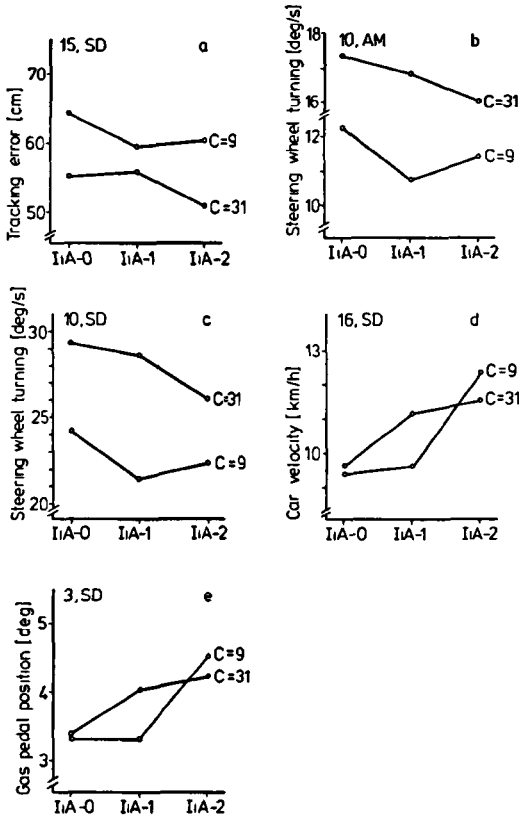 15, SD a
Tracking error [cm]
70
60
50
C=9
C=31
I₁A-0 I₁A-1 I₁A-2
10, AM b
Steering wheel turning [deg/s]
18
16
12
10
C=31
C=9
I₁A-0 I₁A-1 I₁A-2
10, SD c
Steering wheel turning [deg/s]
30
25
20
C=31
C=9
I₁A-0 I₁A-1 I₁A-2
16, SD d
Car velocity [km/h]
13
10
C=9
C=31
I₁A-0 I₁A-1 I₁A-2
3, SD e
Gas pedal position [deg]
5
4
3
C=9
C=31
I₁A-0 I₁A-1 I₁A-2